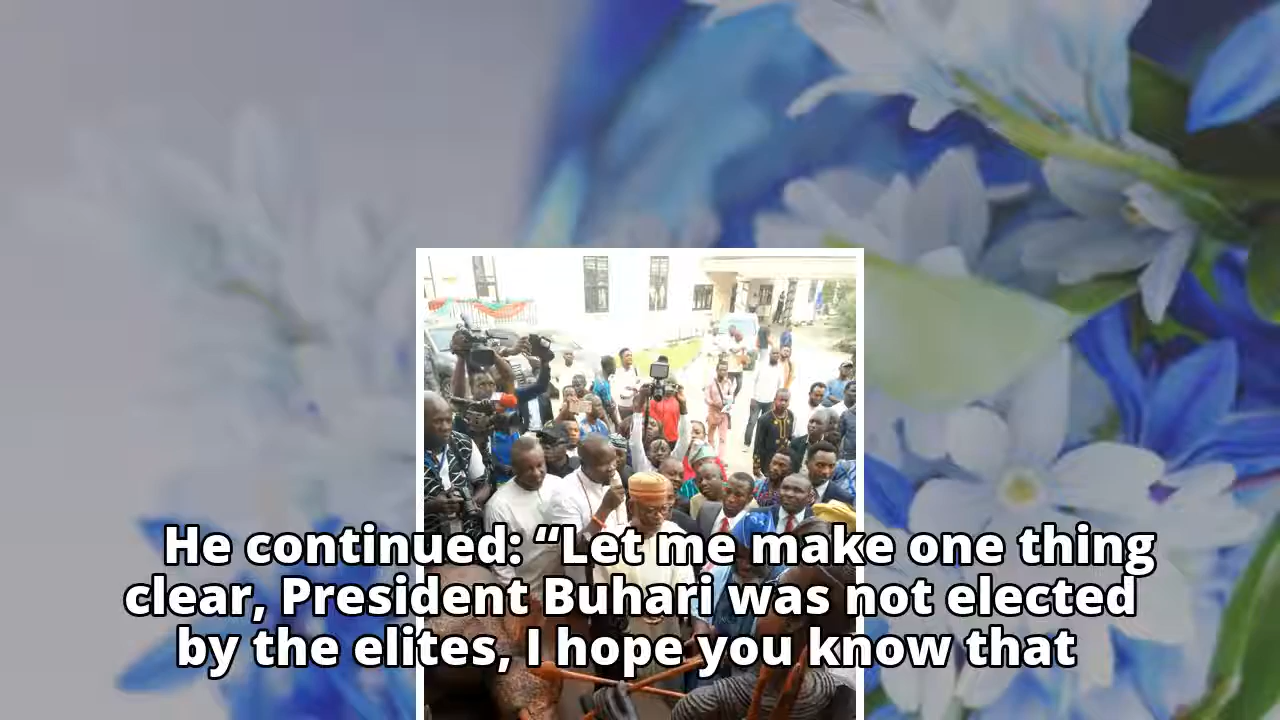 He continued: “Let me make one thing
clear, President Buhari was not elected
by the elites, I hope you know that